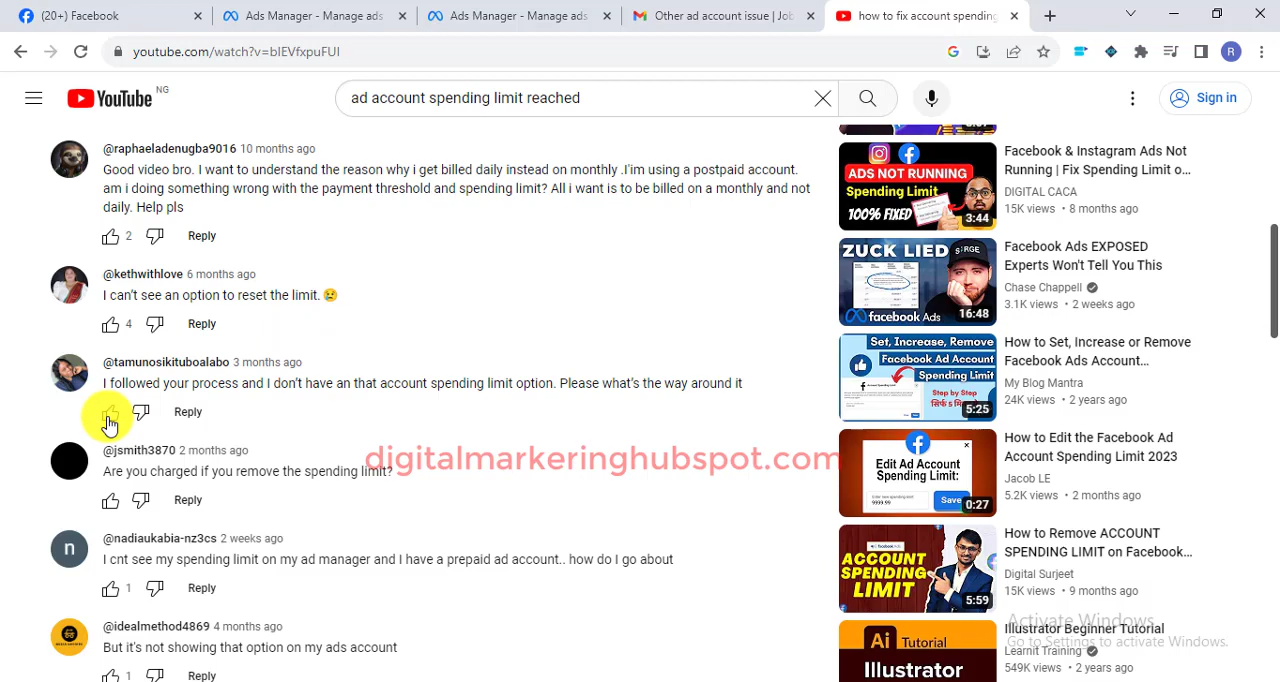 (20+) Facebook
Ads Manager - Manage ads
Ads Manager - Manage ads
Other ad account issue | Job
how to fix account spending
youtube.com/watch?v=bIEVfxpuFUI
R
YouTube NG
ad account spending limit reached
Sign in
@raphaeladenugba9016 10 months ago
Good video bro. I want to understand the reason why i get billed daily instead on monthly .I'im using a postpaid account.
am i doing something wrong with the payment threshold and spending limit? All i want is to be billed on a monthly and not
daily. Help pls
2 Reply
@kethwithlove 6 months ago
I can't see an option to reset the limit. 😢
4 Reply
@tamunosikituboalabo 3 months ago
I followed your process and I don't have an that account spending limit option. Please what's the way around it
Reply
@jsmith3870 2 months ago
Are you charged if you remove the spending limit?
Reply
digitalmarkeringhubspot.com
n
@nadiaukabia-nz3cs 2 weeks ago
I cnt see my spending limit on my ad manager and I have a prepaid ad account.. how do I go about
1 Reply
@idealmethod4869 4 months ago
But it's not showing that option on my ads account
1 Reply
ADS NOT RUNNING
Spending Limit
100% FIXED
3:44
Facebook & Instagram Ads Not
Running | Fix Spending Limit o...
DIGITAL CACA
15K views • 8 months ago
ZUCK LIED
facebook Ads
16:48
Facebook Ads EXPOSED
Experts Won't Tell You This
Chase Chappell
3.1K views • 2 weeks ago
Set, Increase, Remove
Facebook Ad Account
Spending Limit
Step by Step
5:25
How to Set, Increase or Remove
Facebook Ads Account...
My Blog Mantra
24K views • 2 years ago
Edit Ad Account
Spending Limit:
9999.99
Save
0:27
How to Edit the Facebook Ad
Account Spending Limit 2023
Jacob LE
5.2K views • 2 months ago
ACCOUNT
SPENDING
LIMIT
5:59
How to Remove ACCOUNT
SPENDING LIMIT on Facebook...
Digital Surjeet
15K views • 9 months ago
Activate Windows
Go to Settings to activate Windows.
Ai Tutorial
Illustrator
Illustrator Beginner Tutorial
Learnit Training
549K views • 2 years ago